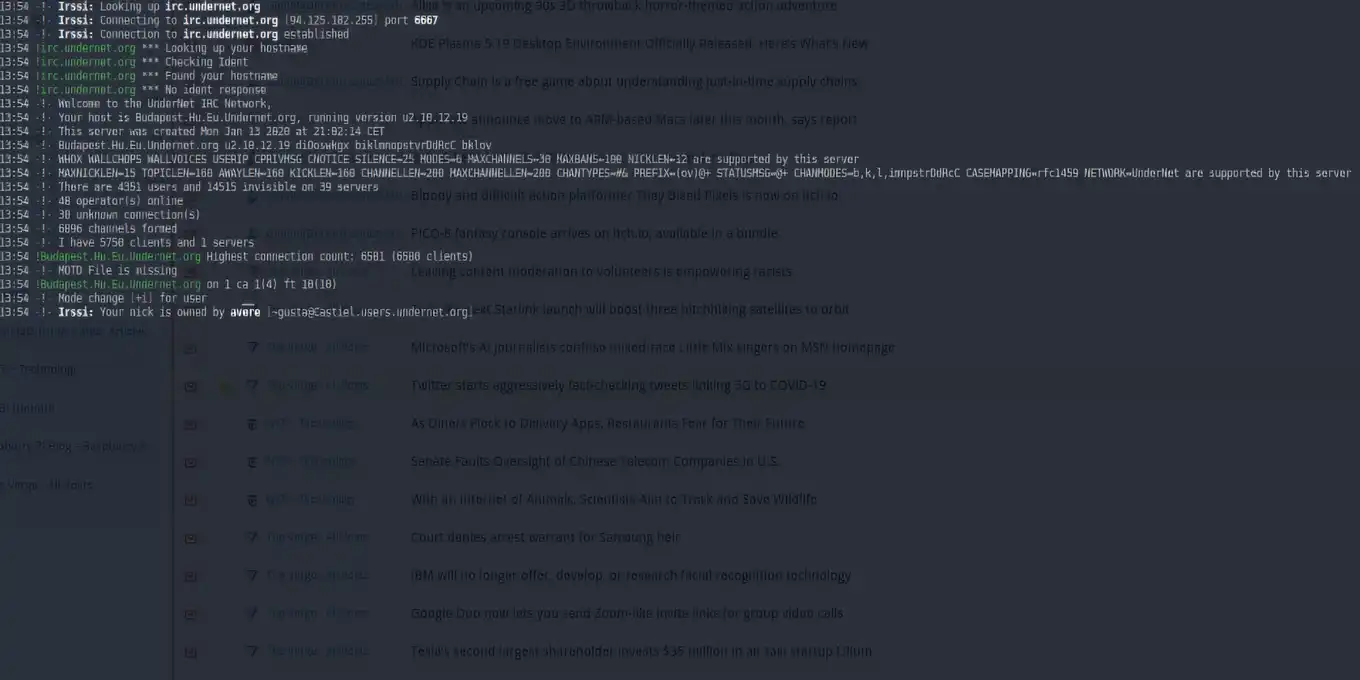 13:54 -!- Irssi: Looking up irc.undernet.org
13:54 -!- Irssi: Connecting to irc.undernet.org [94.125.182.255] port 6667
13:54 -!- Irssi: Connection to irc.undernet.org established
13:54 !irc.undernet.org *** Looking up your hostname
13:54 !irc.undernet.org *** Checking Ident
13:54 !irc.undernet.org *** Found your hostname
13:54 !irc.undernet.org *** No ident response
13:54 -!- Welcome to the UnderNet IRC Network,
13:54 -!- Your host is Budapest.Hu.Eu.Undernet.org, running version u2.10.12.19
13:54 -!- This server was created Mon Jan 13 2020 at 21:02:14 CET
13:54 -!- Budapest.Hu.Eu.Undernet.org u2.10.12.19 dioswkgx biklmnopstvrDdRcC bklov
13:54 -!- WHOX WALLCHOPS WALLVOICES USERIP CPRIVMSG CNOTICE SILENCE=25 MODES=6 MAXCHANNELS=30 MAXBANS=100 NICKLEN=12 are supported by this server
13:54 -!- MAXNICKLEN=15 TOPICLEN=160 AWAYLEN=160 KICKLEN=160 CHANNELLEN=200 MAXCHANNELLEN=200 CHANTYPES=#& PREFIX=(ov)@+ STATUSMSG=@+ CHANMODES=b,k,l,imnpstrDdRcC CASEMAPPING=rfc1459 NETWORK=UnderNet are supported by this server
13:54 -!- There are 4351 users and 14515 invisible on 39 servers
13:54 -!- 48 operator(s) online
13:54 -!- 30 unknown connection(s)
13:54 -!- 6896 channels formed
13:54 -!- I have 5750 clients and 1 servers
13:54 !Budapest.Hu.Eu.Undernet.org Highest connection count: 6581 (6580 clients)
13:54 -!- MOTD File is missing
13:54 !Budapest.Hu.Eu.Undernet.org on 1 ca 1(4) ft 10(10)
13:54 -!- Mode change [+i] for user
13:54 -!- Irssi: Your nick is owned by avere [~gusta@Castiel.users.undernet.org]
is an upcoming 90s 3D throwback horror-themed action adventure
KDE Plasma 5.19 Desktop Environment Officially Released. Here's What's New
Supply Chain is a free game about understanding just-in-time supply chains
announce move to ARM-based Macs later this month, says report
Bloody and difficult action platformer They Bleed Pixels is now on itch.io
PICO-8 fantasy console arrives on itch.io, available in a bundle
Leaving content moderation to volunteers is empowering racists
Starlink launch will boost three hitchhiking satellites to orbit
Microsoft's AI journalists confuse mixed-race Little Mix singers on MSN homepage
Twitter starts aggressively fact-checking tweets linking 5G to COVID-19
As Diners Flock to Delivery Apps, Restaurants Fear for Their Future
Senate Faults Oversight of Chinese Telecom Companies in U.S.
With an Internet of Animals, Scientists Aim to Track and Save Wildlife
Court denies arrest warrant for Samsung heir
IBM will no longer offer, develop, or research facial recognition technology
Google Duo now lets you send Zoom-like invite links for group video calls
Tesla's second largest shareholder invests $35 million in air taxi startup Lilium